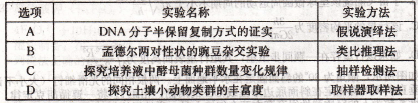 选项 实验名称 实验方法
A DNA分子半保留复制方式的证实 假说演绎法
B 孟德尔两对性状的豌豆杂交实验 类比推理法
C 探究培养液中酵母菌种群数量变化规律 抽样检测法
D 探究土壤小动物类群的丰富度 取样器取样法